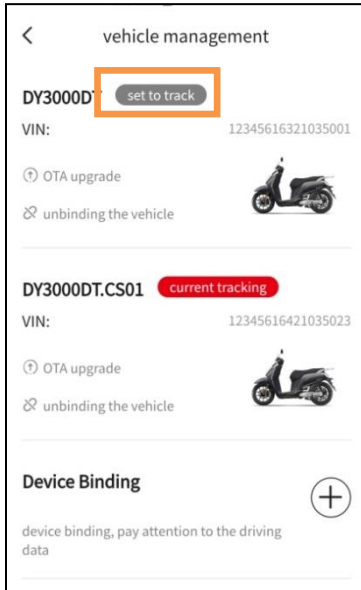 vehicle management
DY3000DT set to track
VIN: 12345616321035001
OTA upgrade
unbinding the vehicle
DY3000DT.CS01 current tracking
VIN: 12345616421035023
OTA upgrade
unbinding the vehicle
Device Binding
device binding, pay attention to the driving
data